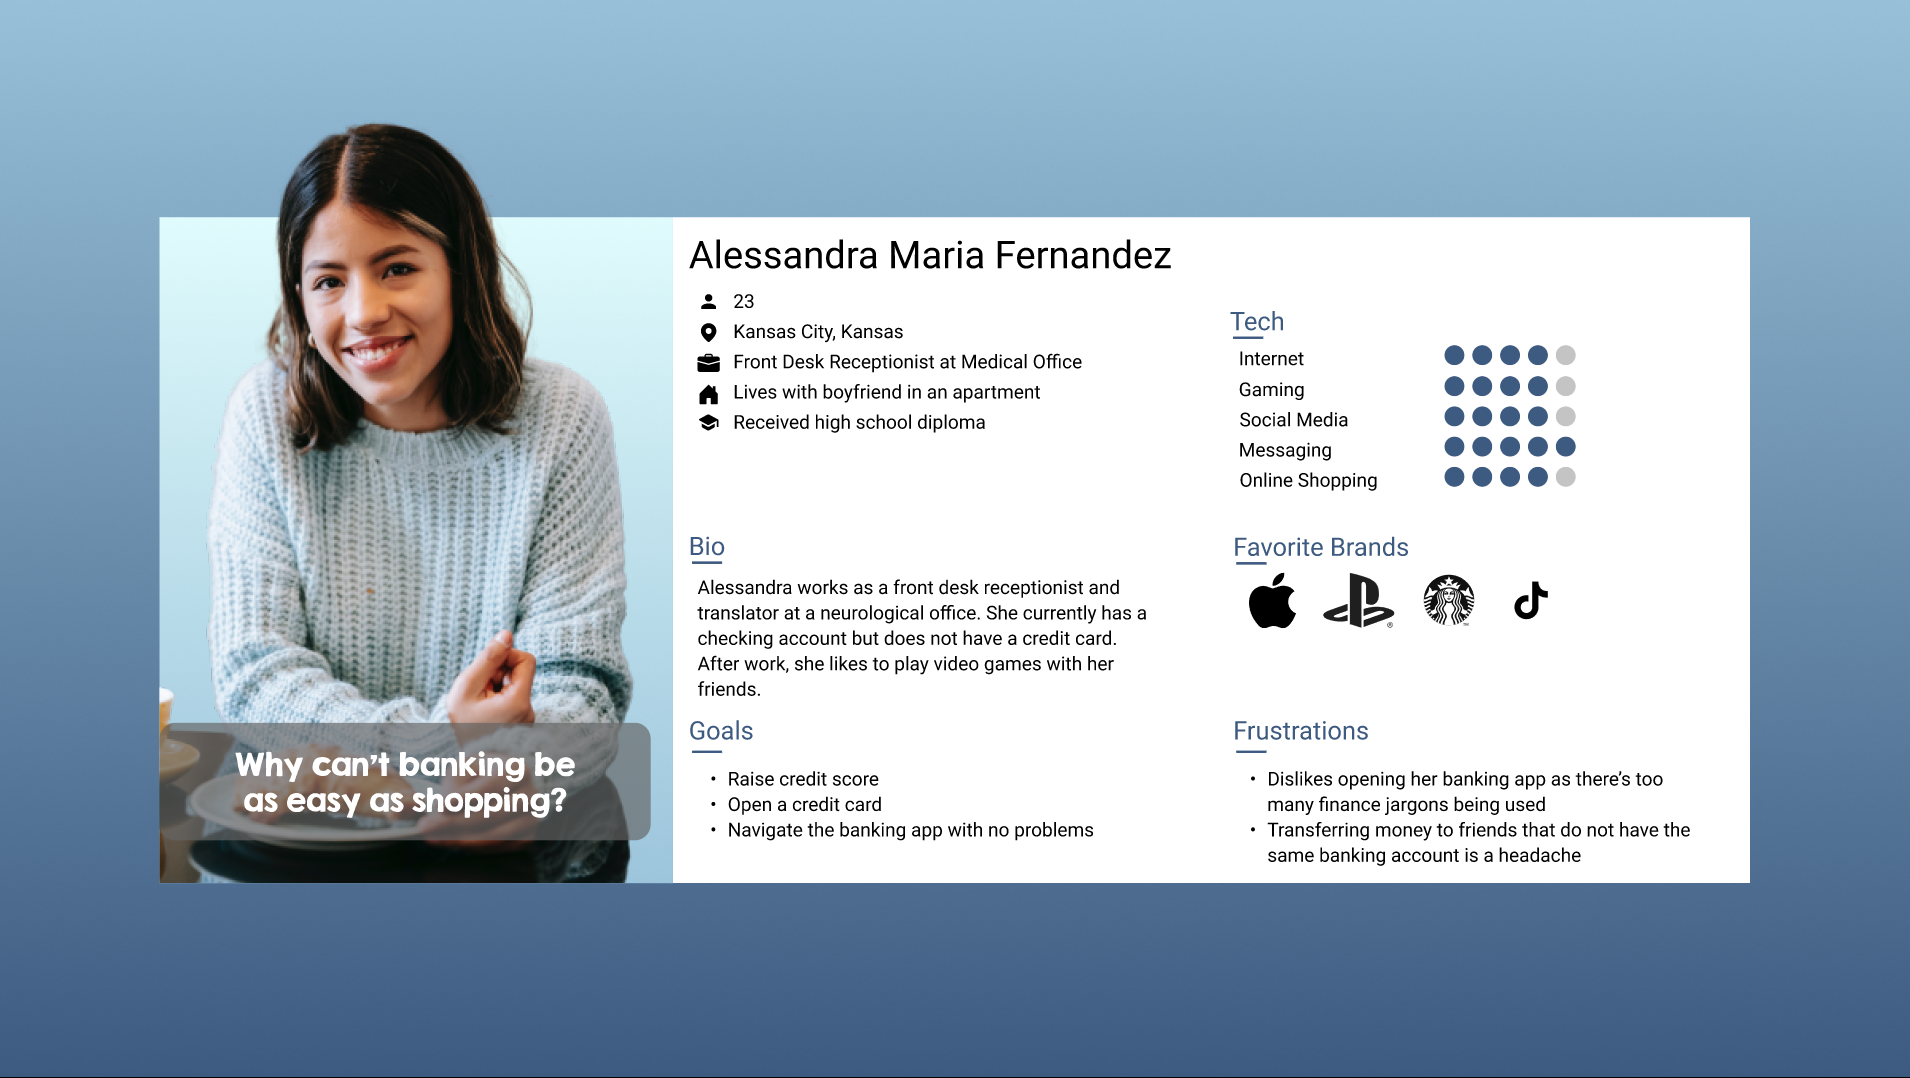 Alessandra Maria Fernandez
23
Kansas City, Kansas
Front Desk Receptionist at Medical Office
Lives with boyfriend in an apartment
Received high school diploma
Tech
Internet
Gaming
Social Media
Messaging
Online Shopping
Bio
Alessandra works as a front desk receptionist and
translator at a neurological office. She currently has a
checking account but does not have a credit card.
After work, she likes to play video games with her
friends.
Favorite Brands
®
TM
Goals
• Raise credit score
• Open a credit card
• Navigate the banking app with no problems
Frustrations
• Dislikes opening her banking app as there’s too
many finance jargons being used
• Transferring money to friends that do not have the
same banking account is a headache
Why can’t banking be
as easy as shopping?